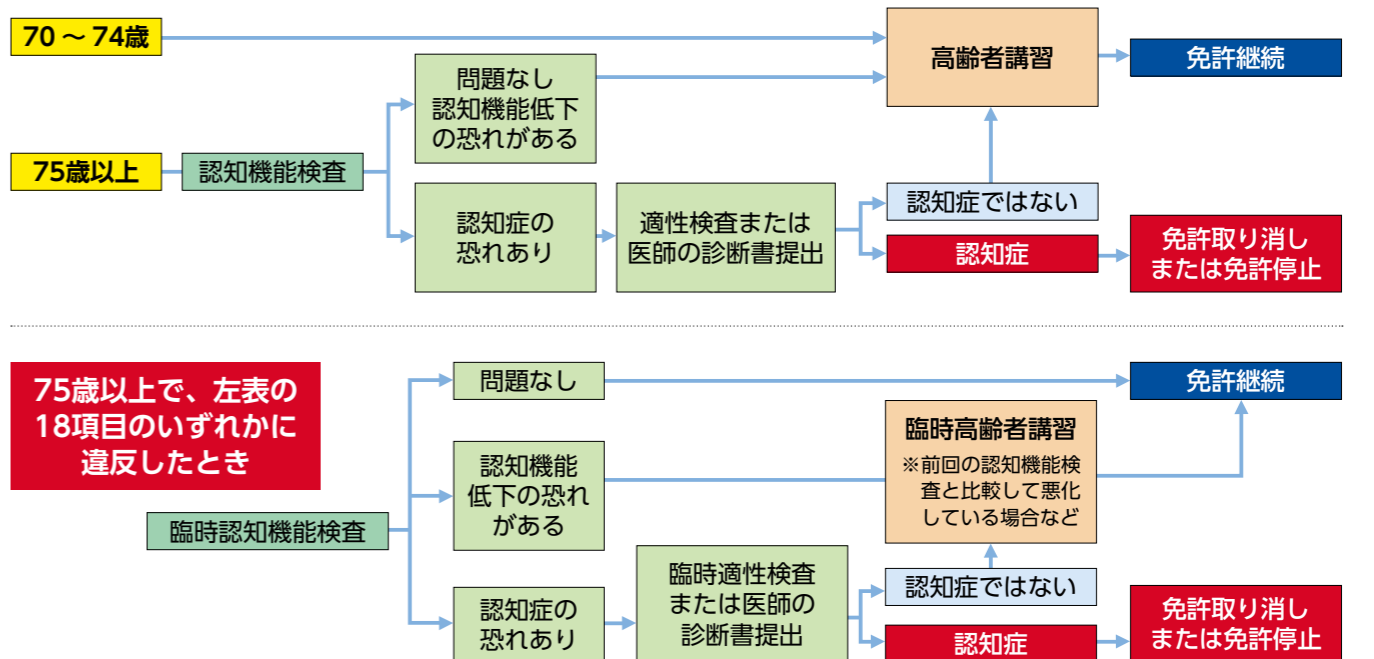 70～74歳
高齢者講習
免許継続
問題なし
認知機能低下
の恐れがある
75歳以上
認知機能検査
認知症の
恐れあり
適性検査または
医師の診断書提出
認知症ではない
認知症
免許取り消し
または免許停止
75歳以上で、左表の
18項目のいずれかに
違反したとき
臨時認知機能検査
問題なし
免許継続
認知機能
低下の恐れ
がある
臨時高齢者講習
※前回の認知機能検
査と比較して悪化
している場合など
認知症の
恐れあり
臨時適性検査
または医師の
診断書提出
認知症ではない
認知症
免許取り消し
または免許停止